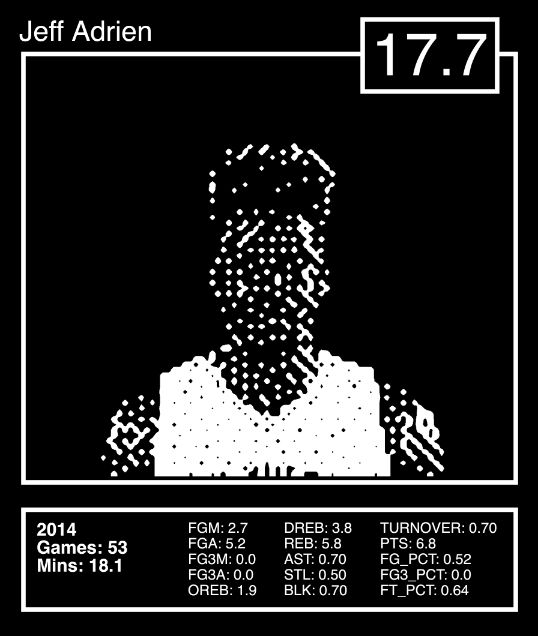 Jeff Adrien
17.7
2014
Games: 53
Mins: 18.1
FGM: 2.7
FGA: 5.2
FG3M: 0.0
FG3A: 0.0
OREB: 1.9
DREB: 3.8
REB: 5.8
AST: 0.70
STL: 0.50
BLK: 0.70
TURNOVER: 0.70
PTS: 6.8
FG_PCT: 0.52
FG3_PCT: 0.0
FT_PCT: 0.64